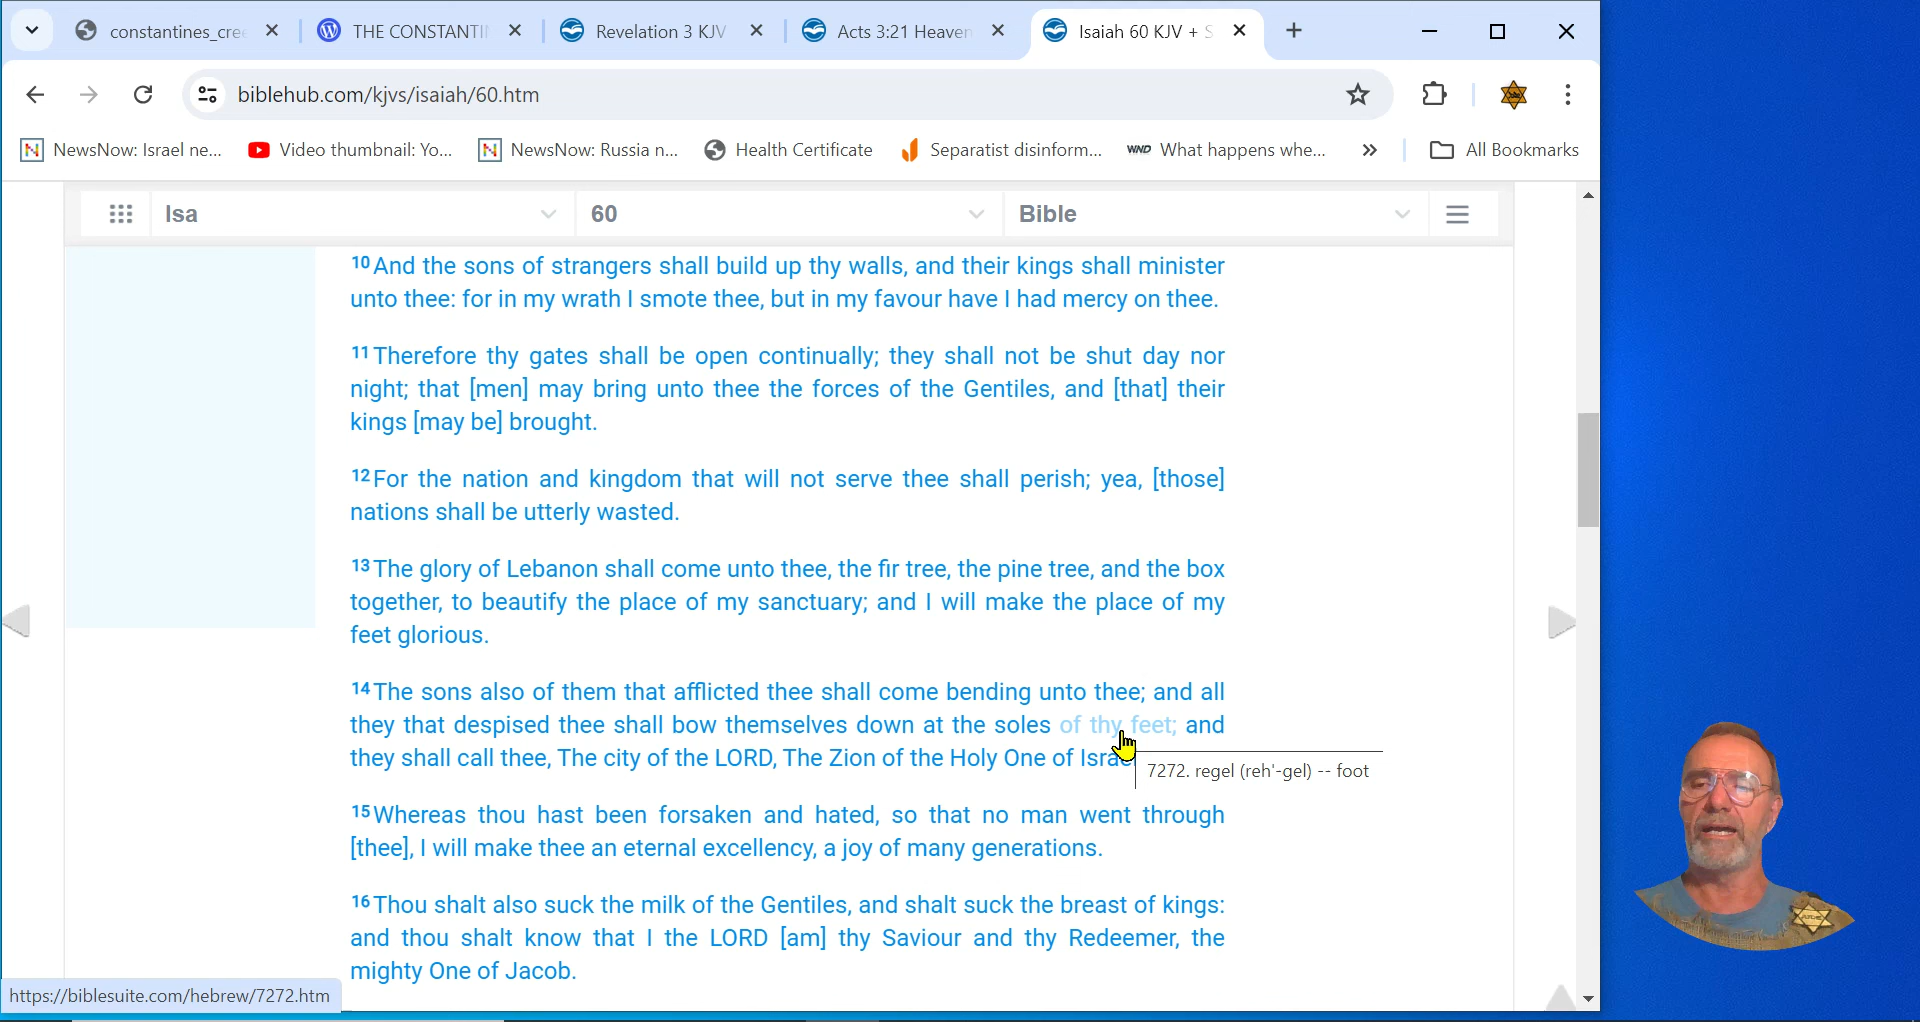 constantines_cre
THE CONSTANTI
Revelation 3 KJV
Acts 3:21 Heaven
Isaiah 60 KJV + S
biblehub.com/kjvs/isaiah/60.htm
NewsNow: Israel ne...
Video thumbnail: Yo...
NewsNow: Russia n...
Health Certificate
Separatist disinform...
WND What happens whe...
All Bookmarks
Isa
60
Bible
10 And the sons of strangers shall build up thy walls, and their kings shall minister
unto thee: for in my wrath I smote thee, but in my favour have I had mercy on thee.
11 Therefore thy gates shall be open continually; they shall not be shut day nor
night; that [men] may bring unto thee the forces of the Gentiles, and [that] their
kings [may be] brought.
12 For the nation and kingdom that will not serve thee shall perish; yea, [those]
nations shall be utterly wasted.
13 The glory of Lebanon shall come unto thee, the fir tree, the pine tree, and the box
together, to beautify the place of my sanctuary; and I will make the place of my
feet glorious.
14 The sons also of them that afflicted thee shall come bending unto thee; and all
they that despised thee shall bow themselves down at the soles of thy feet; and
they shall call thee, The city of the LORD, The Zion of the Holy One of Israe
7272. regel (reh'-gel) -- foot
15 Whereas thou hast been forsaken and hated, so that no man went through
[thee], I will make thee an eternal excellency, a joy of many generations.
16 Thou shalt also suck the milk of the Gentiles, and shalt suck the breast of kings:
and thou shalt know that I the LORD [am] thy Saviour and thy Redeemer, the
mighty One of Jacob.
https://biblesuite.com/hebrew/7272.htm